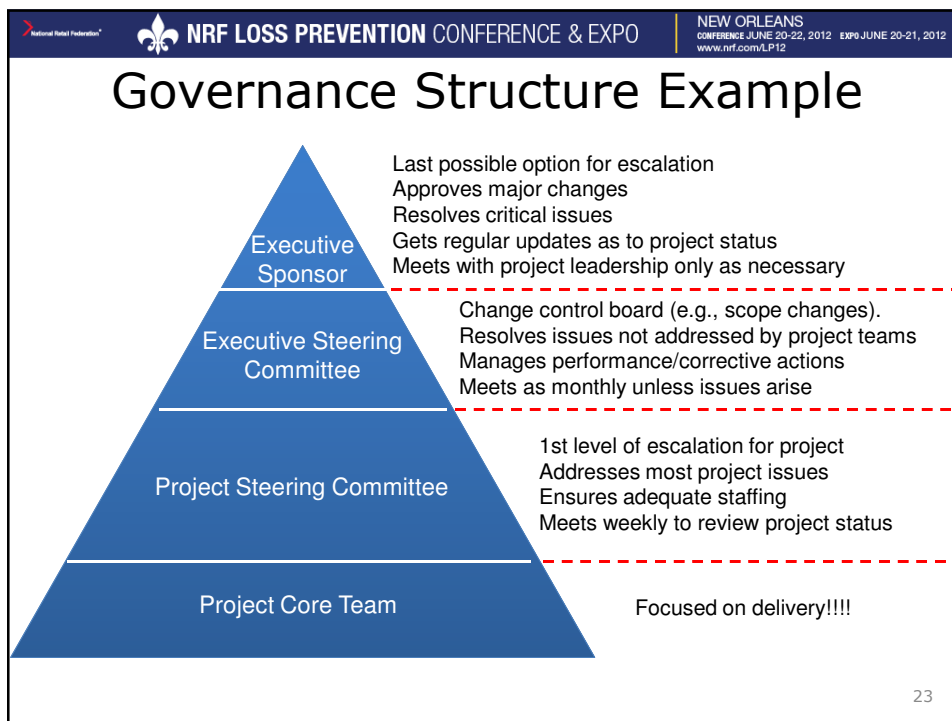 National Retail Federation®
NRF LOSS PREVENTION CONFERENCE & EXPO
NEW ORLEANS
CONFERENCE JUNE 20-22, 2012 EXPO JUNE 20-21, 2012
www.nrf.com/LP12
Governance Structure Example
Executive
Sponsor
Last possible option for escalation
Approves major changes
Resolves critical issues
Gets regular updates as to project status
Meets with project leadership only as necessary
Executive Steering
Committee
Change control board (e.g., scope changes).
Resolves issues not addressed by project teams
Manages performance/corrective actions
Meets as monthly unless issues arise
Project Steering Committee
1st level of escalation for project
Addresses most project issues
Ensures adequate staffing
Meets weekly to review project status
Project Core Team
Focused on delivery!!!!
23